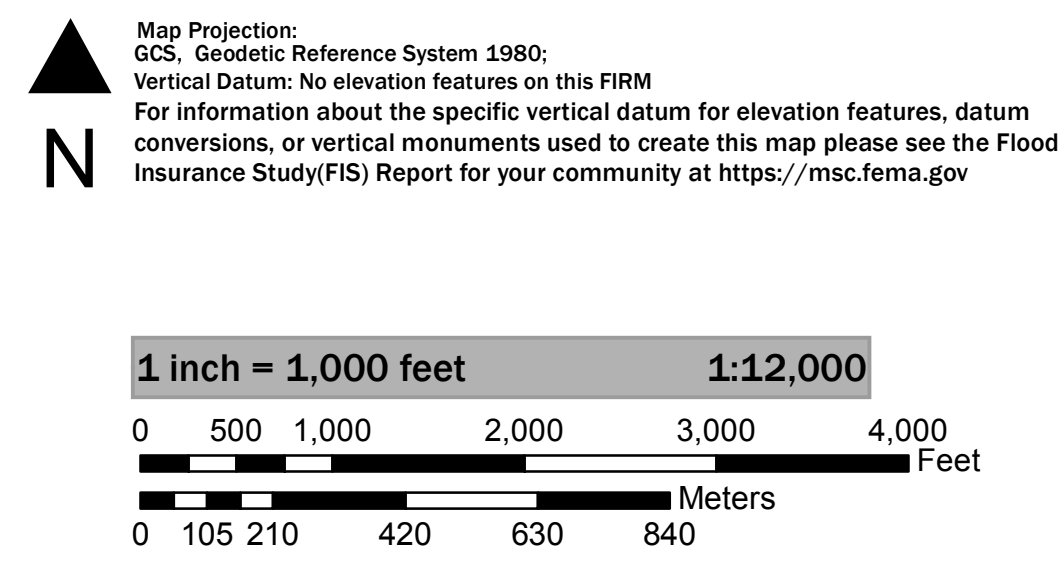 Map Projection:
GCS,  Geodetic Reference System 1980;
Vertical Datum: No elevation features on this FIRM
For information about the specific vertical datum for elevation features, datum
conversions, or vertical monuments used to create this map please see the Flood
Insurance Study(FIS) Report for your community at https://msc.fema.gov
N
1 inch = 1,000 feet 1:12,000
0 500 1,000 2,000 3,000 4,000
Feet
Meters
0 105 210 420 630 840